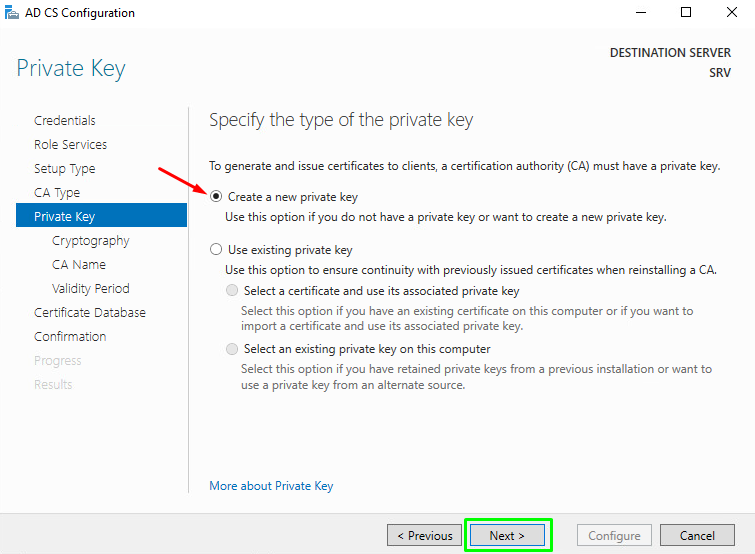 AD CS Configuration
DESTINATION SERVER
SRV
Private Key
Credentials
Role Services
Setup Type
CA Type
Private Key
Cryptography
CA Name
Validity Period
Certificate Database
Confirmation
Progress
Results
Specify the type of the private key
To generate and issue certificates to clients, a certification authority (CA) must have a private key.
Create a new private key
Use this option if you do not have a private key or want to create a new private key.
Use existing private key
Use this option to ensure continuity with previously issued certificates when reinstalling a CA.
Select a certificate and use its associated private key
Select this option if you have an existing certificate on this computer or if you want to
import a certificate and use its associated private key.
Select an existing private key on this computer
Select this option if you have retained private keys from a previous installation or want to
use a private key from an alternate source.
More about Private Key
< Previous
Next >
Configure
Cancel